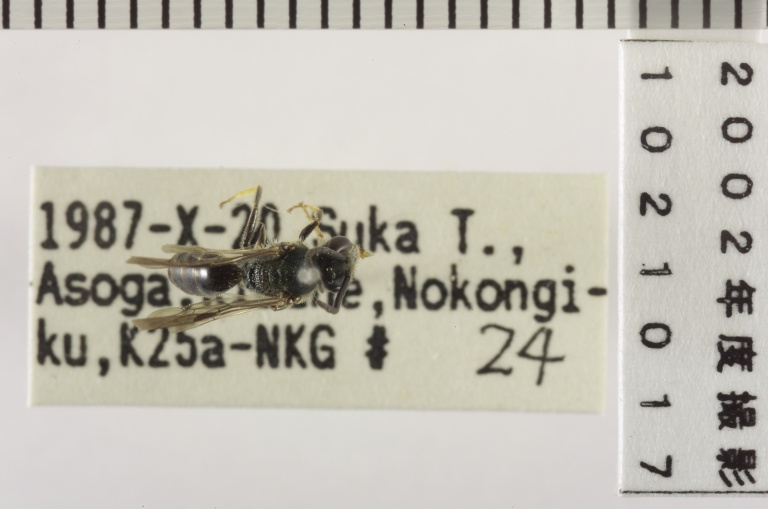 1987-X-20 Suka T.,
Asoga, Nokongi-
ku, K25a-NKG # 24
2002年度撮影
1021017